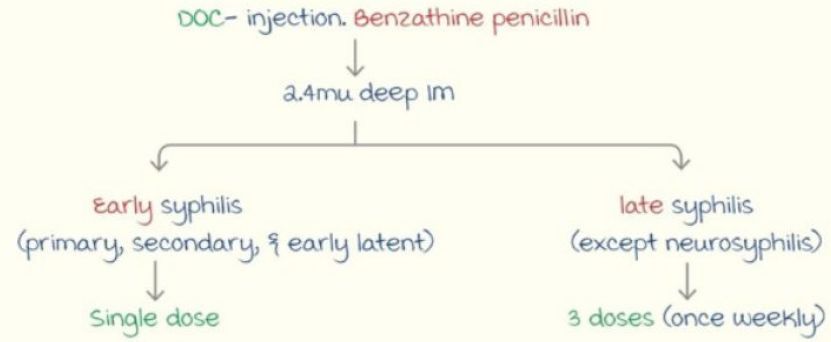 DOC- injection. Benzathine penicillin
2.4mu deep Im
Early syphilis
(primary, secondary, & early latent)
Single dose
late syphilis
(except neurosyphilis)
3 doses (once weekly)